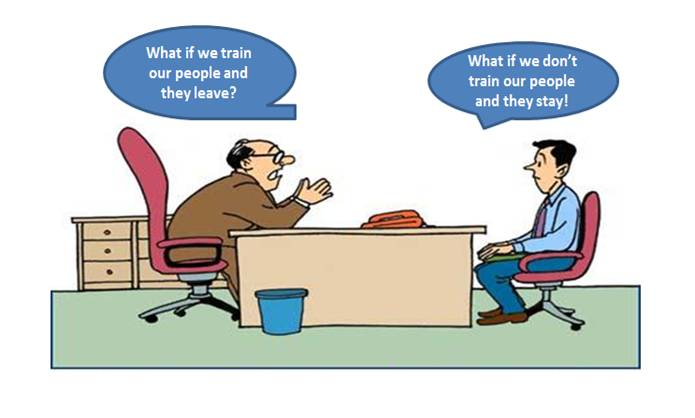 What if we train
our people and
they leave?
What if we don't
train our people
and they stay!